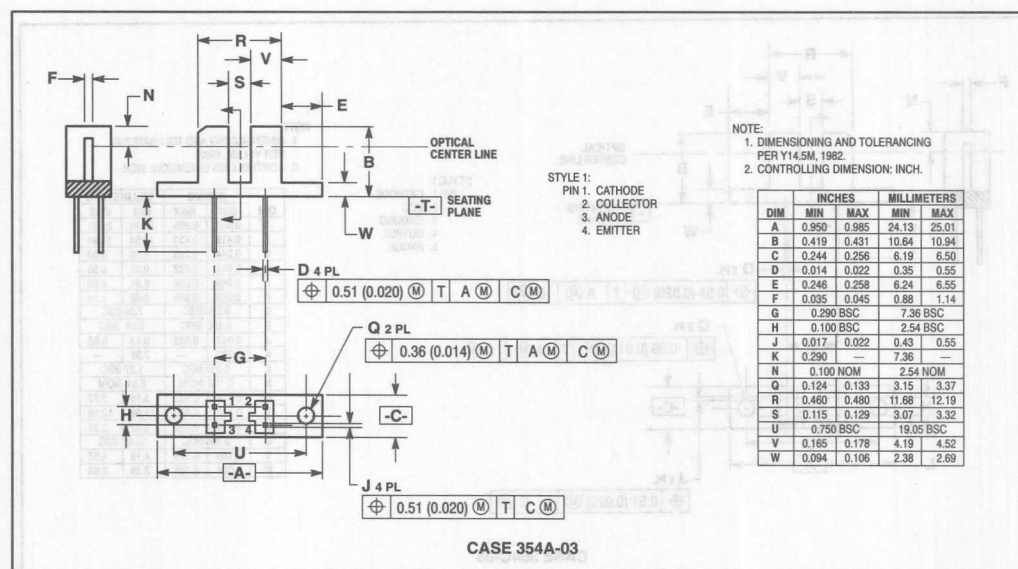 R
V
F
S
N
E
OPTICAL
CENTER LINE
B
-T- SEATING
PLANE
K
W
D 4 PL
⌖ 0.51 (0.020) Ⓜ T A Ⓜ C Ⓜ
Q 2 PL
⌖ 0.36 (0.014) Ⓜ T A Ⓜ C Ⓜ
G
1 2
H
3 4
-C-
U
-A-
J 4 PL
⌖ 0.51 (0.020) Ⓜ T C Ⓜ
STYLE 1:
PIN 1. CATHODE
2. COLLECTOR
3. ANODE
4. EMITTER
NOTE:
1. DIMENSIONING AND TOLERANCING
PER Y14.5M, 1982.
2. CONTROLLING DIMENSION: INCH.
INCHES MILLIMETERS
DIM MIN MAX MIN MAX
A 0.950 0.985 24.13 25.01
B 0.419 0.431 10.64 10.94
C 0.244 0.256 6.19 6.50
D 0.014 0.022 0.35 0.55
E 0.246 0.258 6.24 6.55
F 0.035 0.045 0.88 1.14
G 0.290 BSC 7.36 BSC
H 0.100 BSC 2.54 BSC
J 0.017 0.022 0.43 0.55
K 0.290 — 7.36 —
N 0.100 NOM 2.54 NOM
Q 0.124 0.133 3.15 3.37
R 0.460 0.480 11.68 12.19
S 0.115 0.129 3.07 3.32
U 0.750 BSC 19.05 BSC
V 0.165 0.178 4.19 4.52
W 0.094 0.106 2.38 2.69
CASE 354A-03